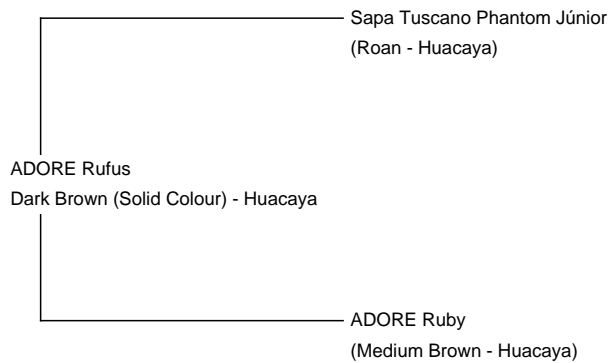 Sapa Tuscano Phantom Júnior
(Roan - Huacaya)
ADORE Rufus
Dark Brown (Solid Colour) - Huacaya
ADORE Ruby
(Medium Brown - Huacaya)